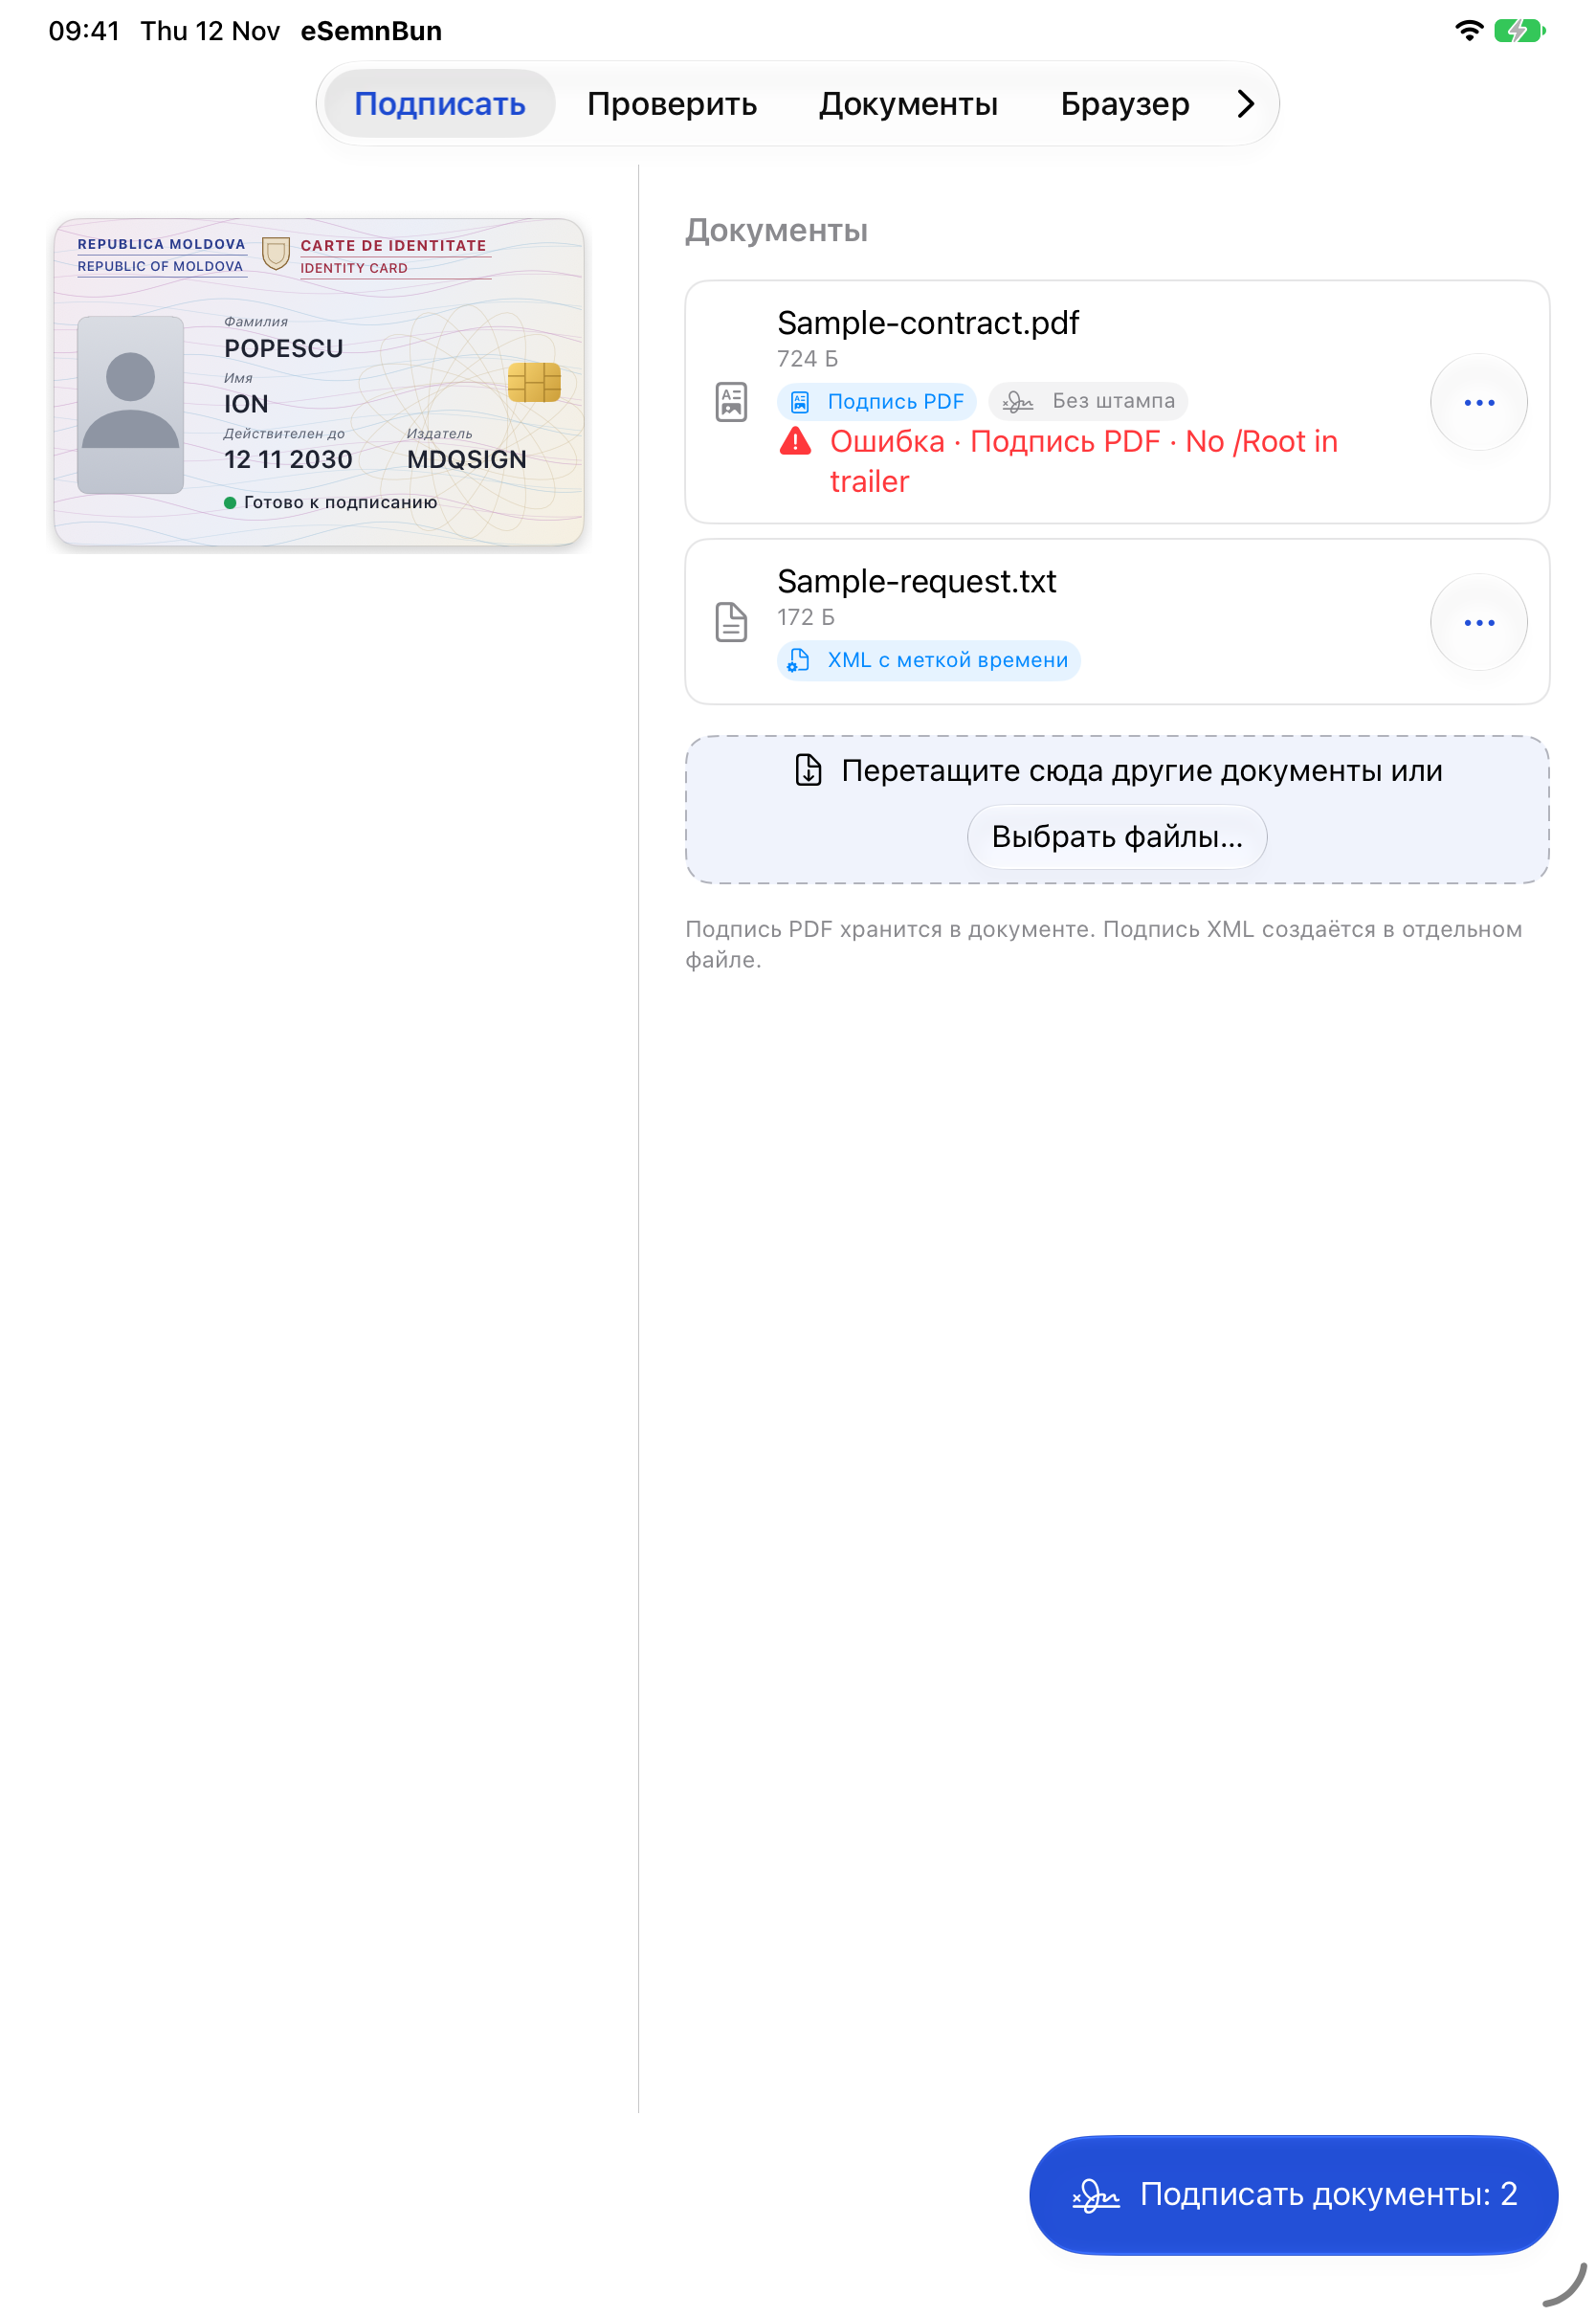 09:41 Thu 12 Nov eSemnBun
Подписать Проверить Документы Браузер
REPUBLICA MOLDOVA
REPUBLIC OF MOLDOVA
CARTE DE IDENTITATE
IDENTITY CARD
Фамилия
POPESCU
Имя
ION
Действителен до
12 11 2030
Издатель
MDQSIGN
Готово к подписанию
Документы
Sample-contract.pdf
724 Б
Подпись PDF
Без штампа
Ошибка · Подпись PDF · No /Root in
trailer
Sample-request.txt
172 Б
XML с меткой времени
Перетащите сюда другие документы или
Выбрать файлы...
Подпись PDF хранится в документе. Подпись XML создаётся в отдельном
файле.
Подписать документы: 2